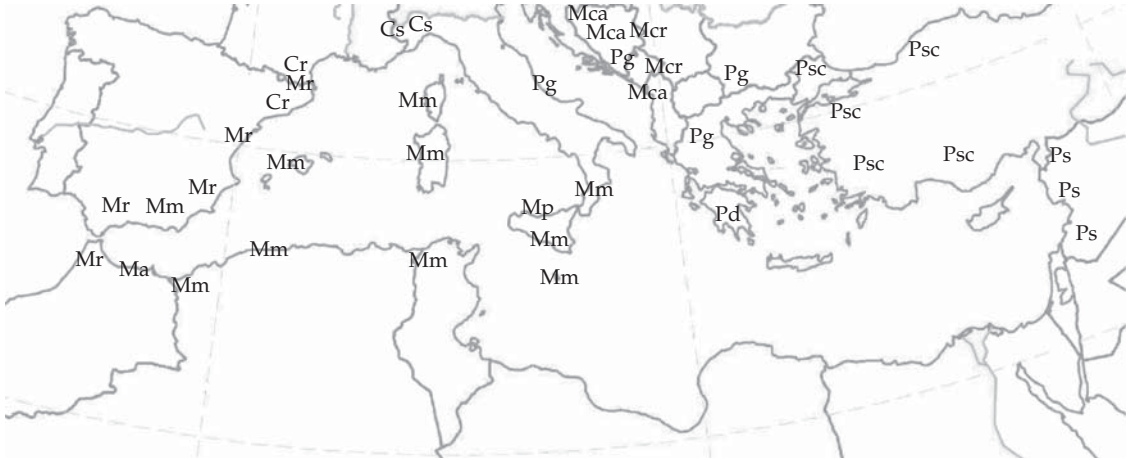 Mca
Cs Cs Mca Mcr
Psc
Cr Pg Mcr Psc
Mr Pg Pg
Cr Mm Mca
Psc
Mr Pg
Mm Mm Psc Psc Ps
Mr Mm Ps
Mr Mm Mp Pd
Mm Ps
Mr Mm Mm
Ma Mm Mm